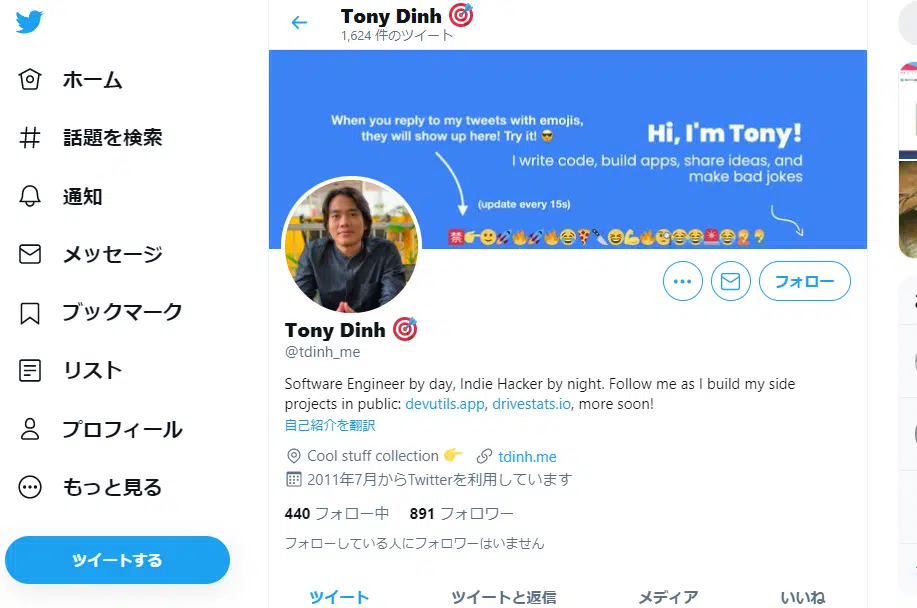 Tony Dinh 🎯
1,624 件のツイート
ホーム
話題を検索
通知
メッセージ
ブックマーク
リスト
プロフィール
もっと見る
ツイートする
When you reply to my tweets with emojis,
they will show up here! Try it! 😎
(update every 15s)
Hi, I'm Tony!
I write code, build apps, share ideas, and
make bad jokes
禁
フォロー
Tony Dinh 🎯
@tdinh_me
Software Engineer by day, Indie Hacker by night. Follow me as I build my side
projects in public: devutils.app, drivestats.io, more soon!
自己紹介を翻訳
Cool stuff collection 👉 tdinh.me
2011年7月からTwitterを利用しています
440 フォロー中 891 フォロワー
フォローしている人にフォロワーはいません
ツイート ツイートと返信 メディア いいね